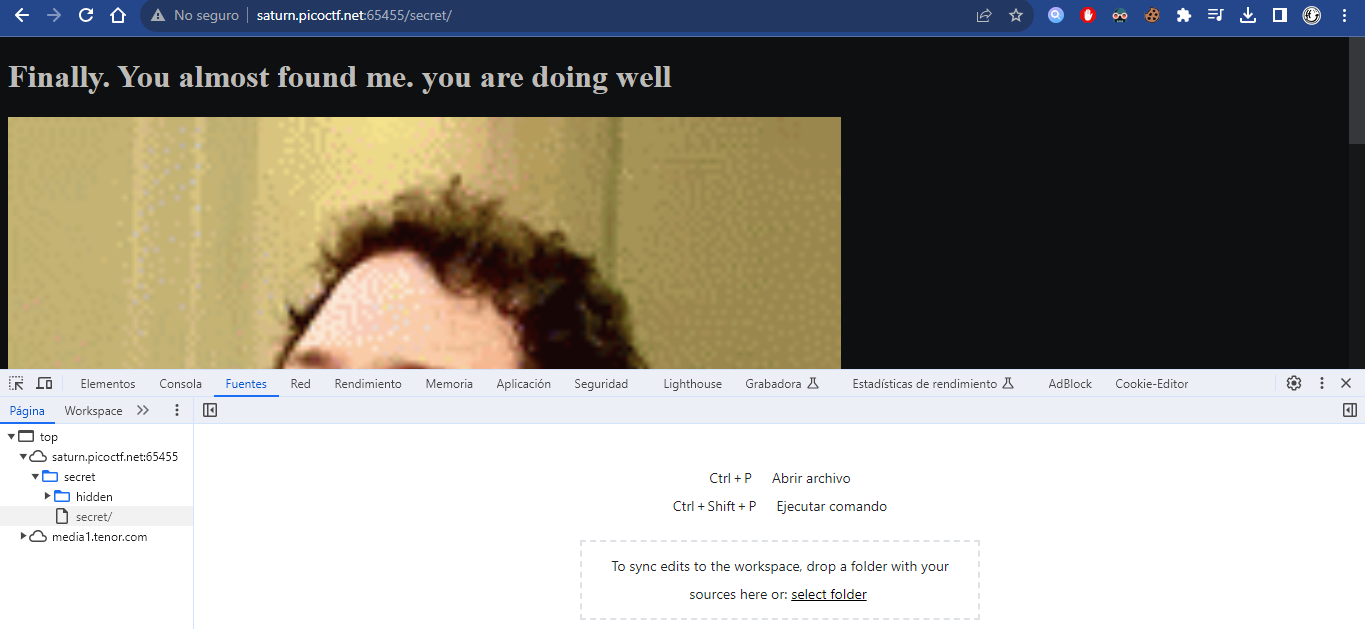 No seguro saturn.picoctf.net:65455/secret/
Finally. You almost found me. you are doing well
Elementos Consola Fuentes Red Rendimiento Memoria Aplicación Seguridad Lighthouse Grabadora Estadísticas de rendimiento AdBlock Cookie-Editor
Página Workspace
top
saturn.picoctf.net:65455
secret
hidden
secret/
media1.tenor.com
Ctrl + P Abrir archivo
Ctrl + Shift + P Ejecutar comando
To sync edits to the workspace, drop a folder with your
sources here or: select folder